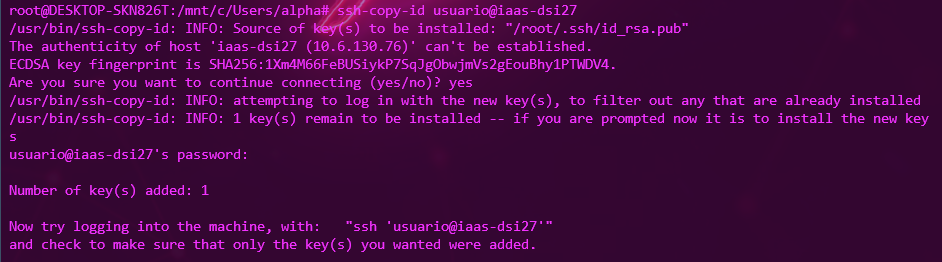 root@DESKTOP-SKN826T:/mnt/c/Users/alpha# ssh-copy-id usuario@iaas-dsi27
/usr/bin/ssh-copy-id: INFO: Source of key(s) to be installed: "/root/.ssh/id_rsa.pub"
The authenticity of host 'iaas-dsi27 (10.6.130.76)' can't be established.
ECDSA key fingerprint is SHA256:1Xm4M66FeBUSiykP7SqJgObwjmVs2gEouBhy1PTWDV4.
Are you sure you want to continue connecting (yes/no)? yes
/usr/bin/ssh-copy-id: INFO: attempting to log in with the new key(s), to filter out any that are already installed
/usr/bin/ssh-copy-id: INFO: 1 key(s) remain to be installed -- if you are prompted now it is to install the new key
s
usuario@iaas-dsi27's password:
Number of key(s) added: 1
Now try logging into the machine, with:   "ssh 'usuario@iaas-dsi27'"
and check to make sure that only the key(s) you wanted were added.